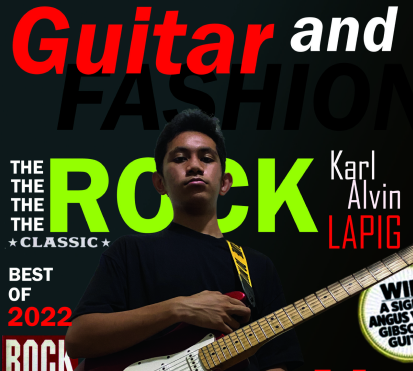 Guitar and
FASHION
THE
THE
THE
THE
ROCK
★ CLASSIC ★
Karl
Alvin
LAPIG
BEST
OF
2022
ROCK
WIN
A SIG
ANGUS Y
GIBS
GUIT